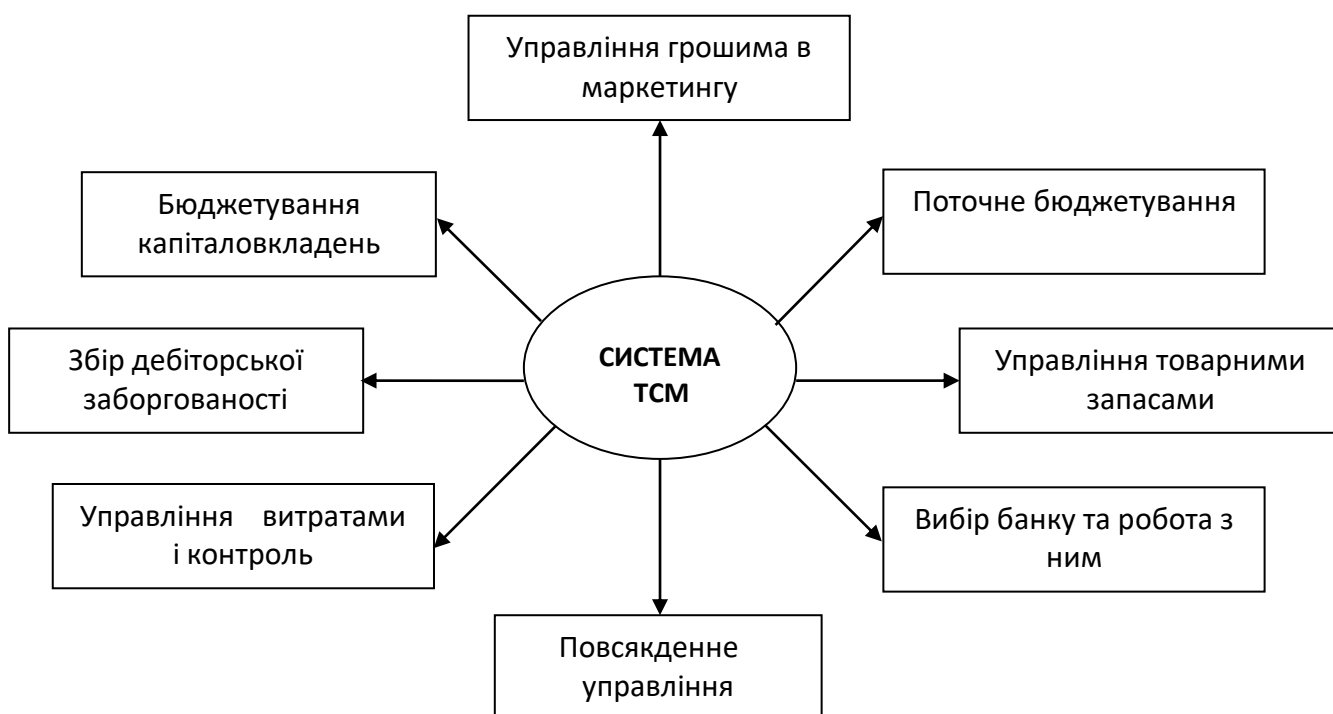 Управління грошима в
маркетингу
Бюджетування
капіталовкладень
Поточне бюджетування
СИСТЕМА
ТСМ
Збір дебіторської
заборгованості
Управління товарними
запасами
Управління витратами
і контроль
Вибір банку та робота з
ним
Повсякденне
управління